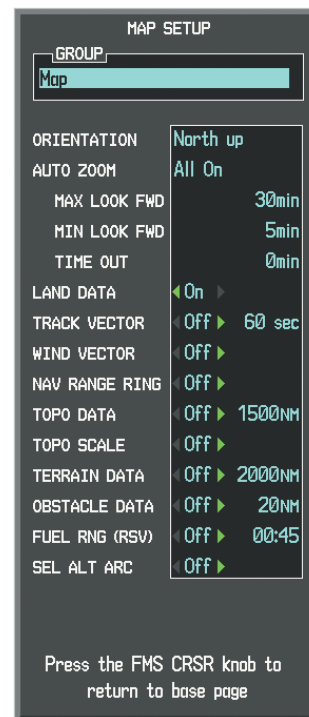 MAP SETUP
GROUP
Map
ORIENTATION North up
AUTO ZOOM All On
MAX LOOK FWD 30min
MIN LOOK FWD 5min
TIME OUT 0min
LAND DATA On
TRACK VECTOR Off 60 sec
WIND VECTOR Off
NAV RANGE RING Off
TOPO DATA Off 1500NM
TOPO SCALE Off
TERRAIN DATA Off 2000NM
OBSTACLE DATA Off 20NM
FUEL RNG (RSV) Off 00:45
SEL ALT ARC Off
Press the FMS CRSR knob to
return to base page